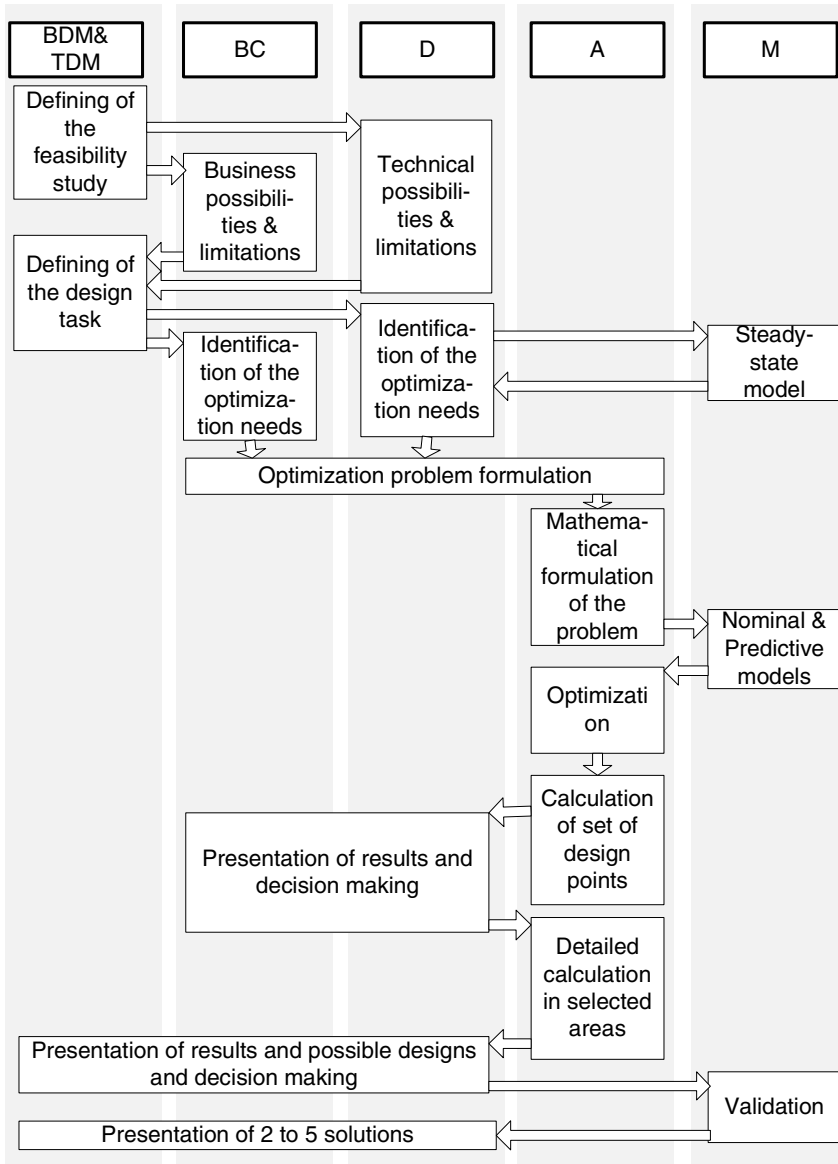 BDM&
TDM
BC
D
A
M
Defining of
the
feasibility
study
Business
possibili-
ties &
limitations
Technical
possibili-
ties &
limitations
Defining of
the design
task
Identifica-
tion of the
optimiza-
tion needs
Identifica-
tion of the
optimiza-
tion needs
Steady-
state
model
Optimization problem formulation
Mathema-
tical
formulation
of the
problem
Nominal &
Predictive
models
Optimizati
on
Calculation
of set of
design
points
Presentation of results and
decision making
Detailed
calculation
in selected
areas
Presentation of results and possible designs
and decision making
Validation
Presentation of 2 to 5 solutions